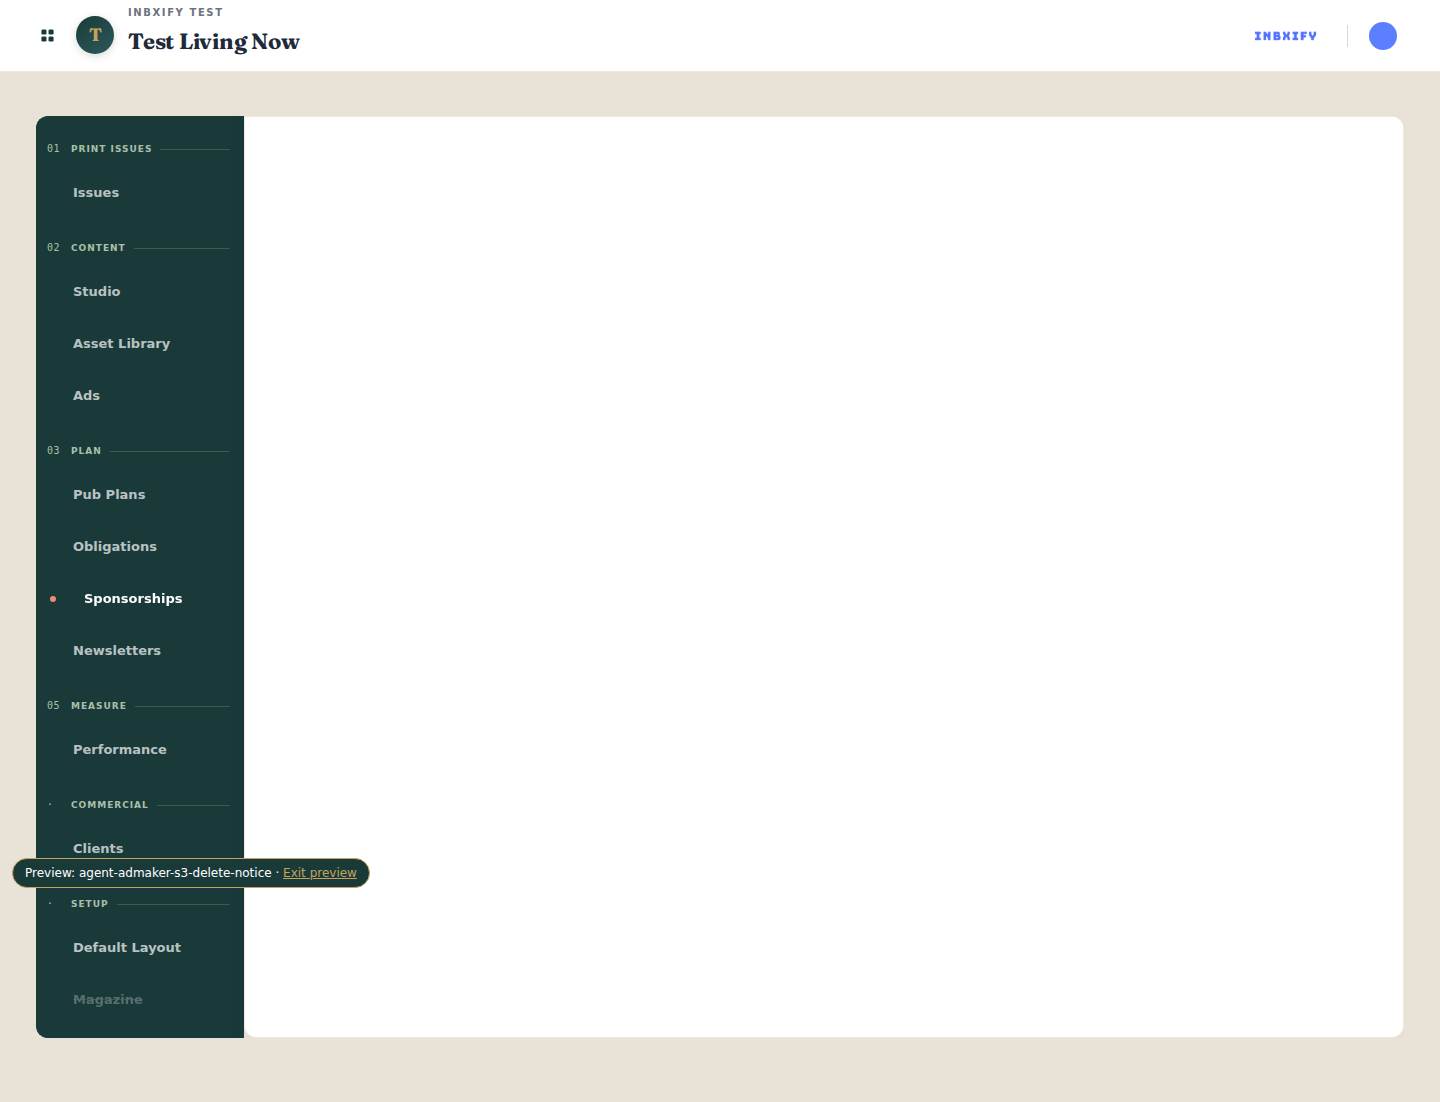 INBXIFY TEST
T
Test Living Now
INBXIFY
01 PRINT ISSUES
Issues
02 CONTENT
Studio
Asset Library
Ads
03 PLAN
Pub Plans
Obligations
Sponsorships
Newsletters
05 MEASURE
Performance
· COMMERCIAL
Clients
Preview: agent-admaker-s3-delete-notice · Exit preview
· SETUP
Default Layout
Magazine